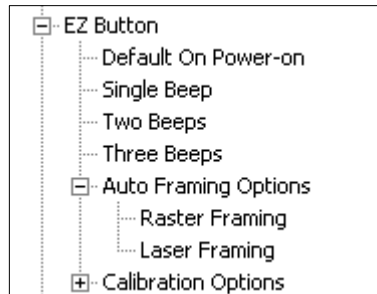 EZ Button
Default On Power-on
Single Beep
Two Beeps
Three Beeps
Auto Framing Options
Raster Framing
Laser Framing
Calibration Options